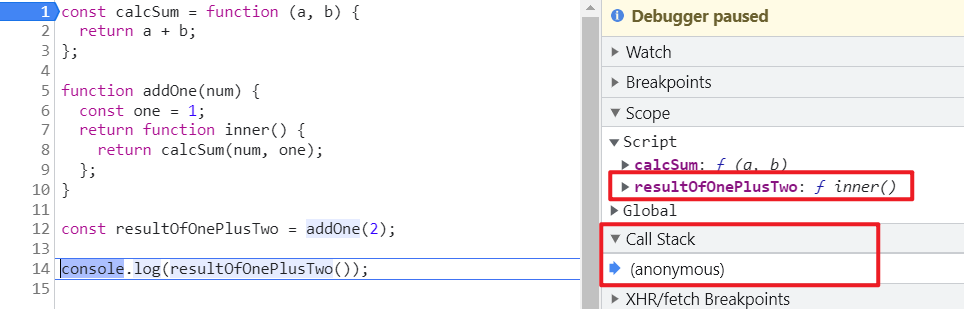 1 const calcSum = function (a, b) {
2 return a + b;
3 };
4
5 function addOne(num) {
6 const one = 1;
7 return function inner() {
8 return calcSum(num, one);
9 };
10 }
11
12 const resultOfOnePlusTwo = addOne(2);
13
14 console.log(resultOfOnePlusTwo());
15
Debugger paused
Watch
Breakpoints
Scope
Script
calcSum: ƒ (a, b)
resultOfOnePlusTwo: ƒ inner()
Global
Call Stack
(anonymous)
XHR/fetch Breakpoints